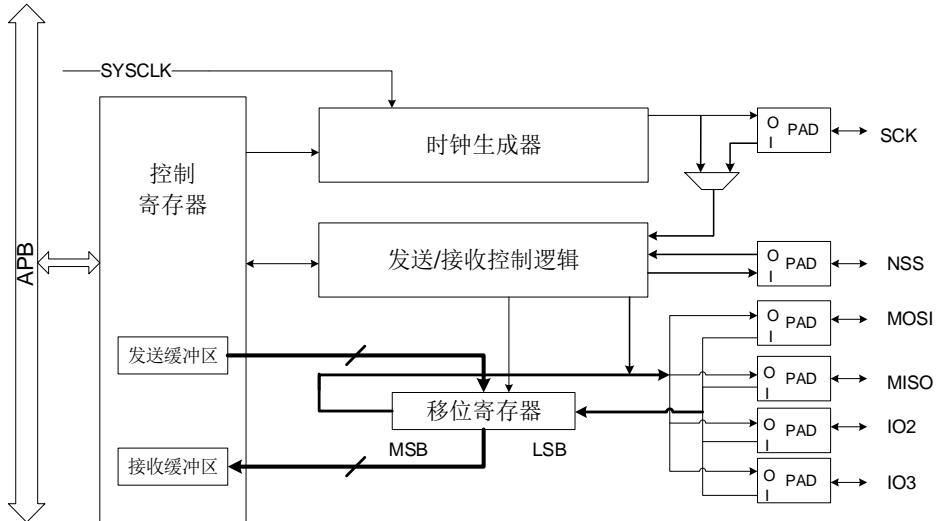 SYSCLK
APB
控制
寄存器
时钟生成器
发送/接收控制逻辑
发送缓冲区
接收缓冲区
移位寄存器
MSB
LSB
O
I
PAD
SCK
O
I
PAD
NSS
O
I
PAD
MOSI
O
I
PAD
MISO
O
I
PAD
IO2
O
I
PAD
IO3